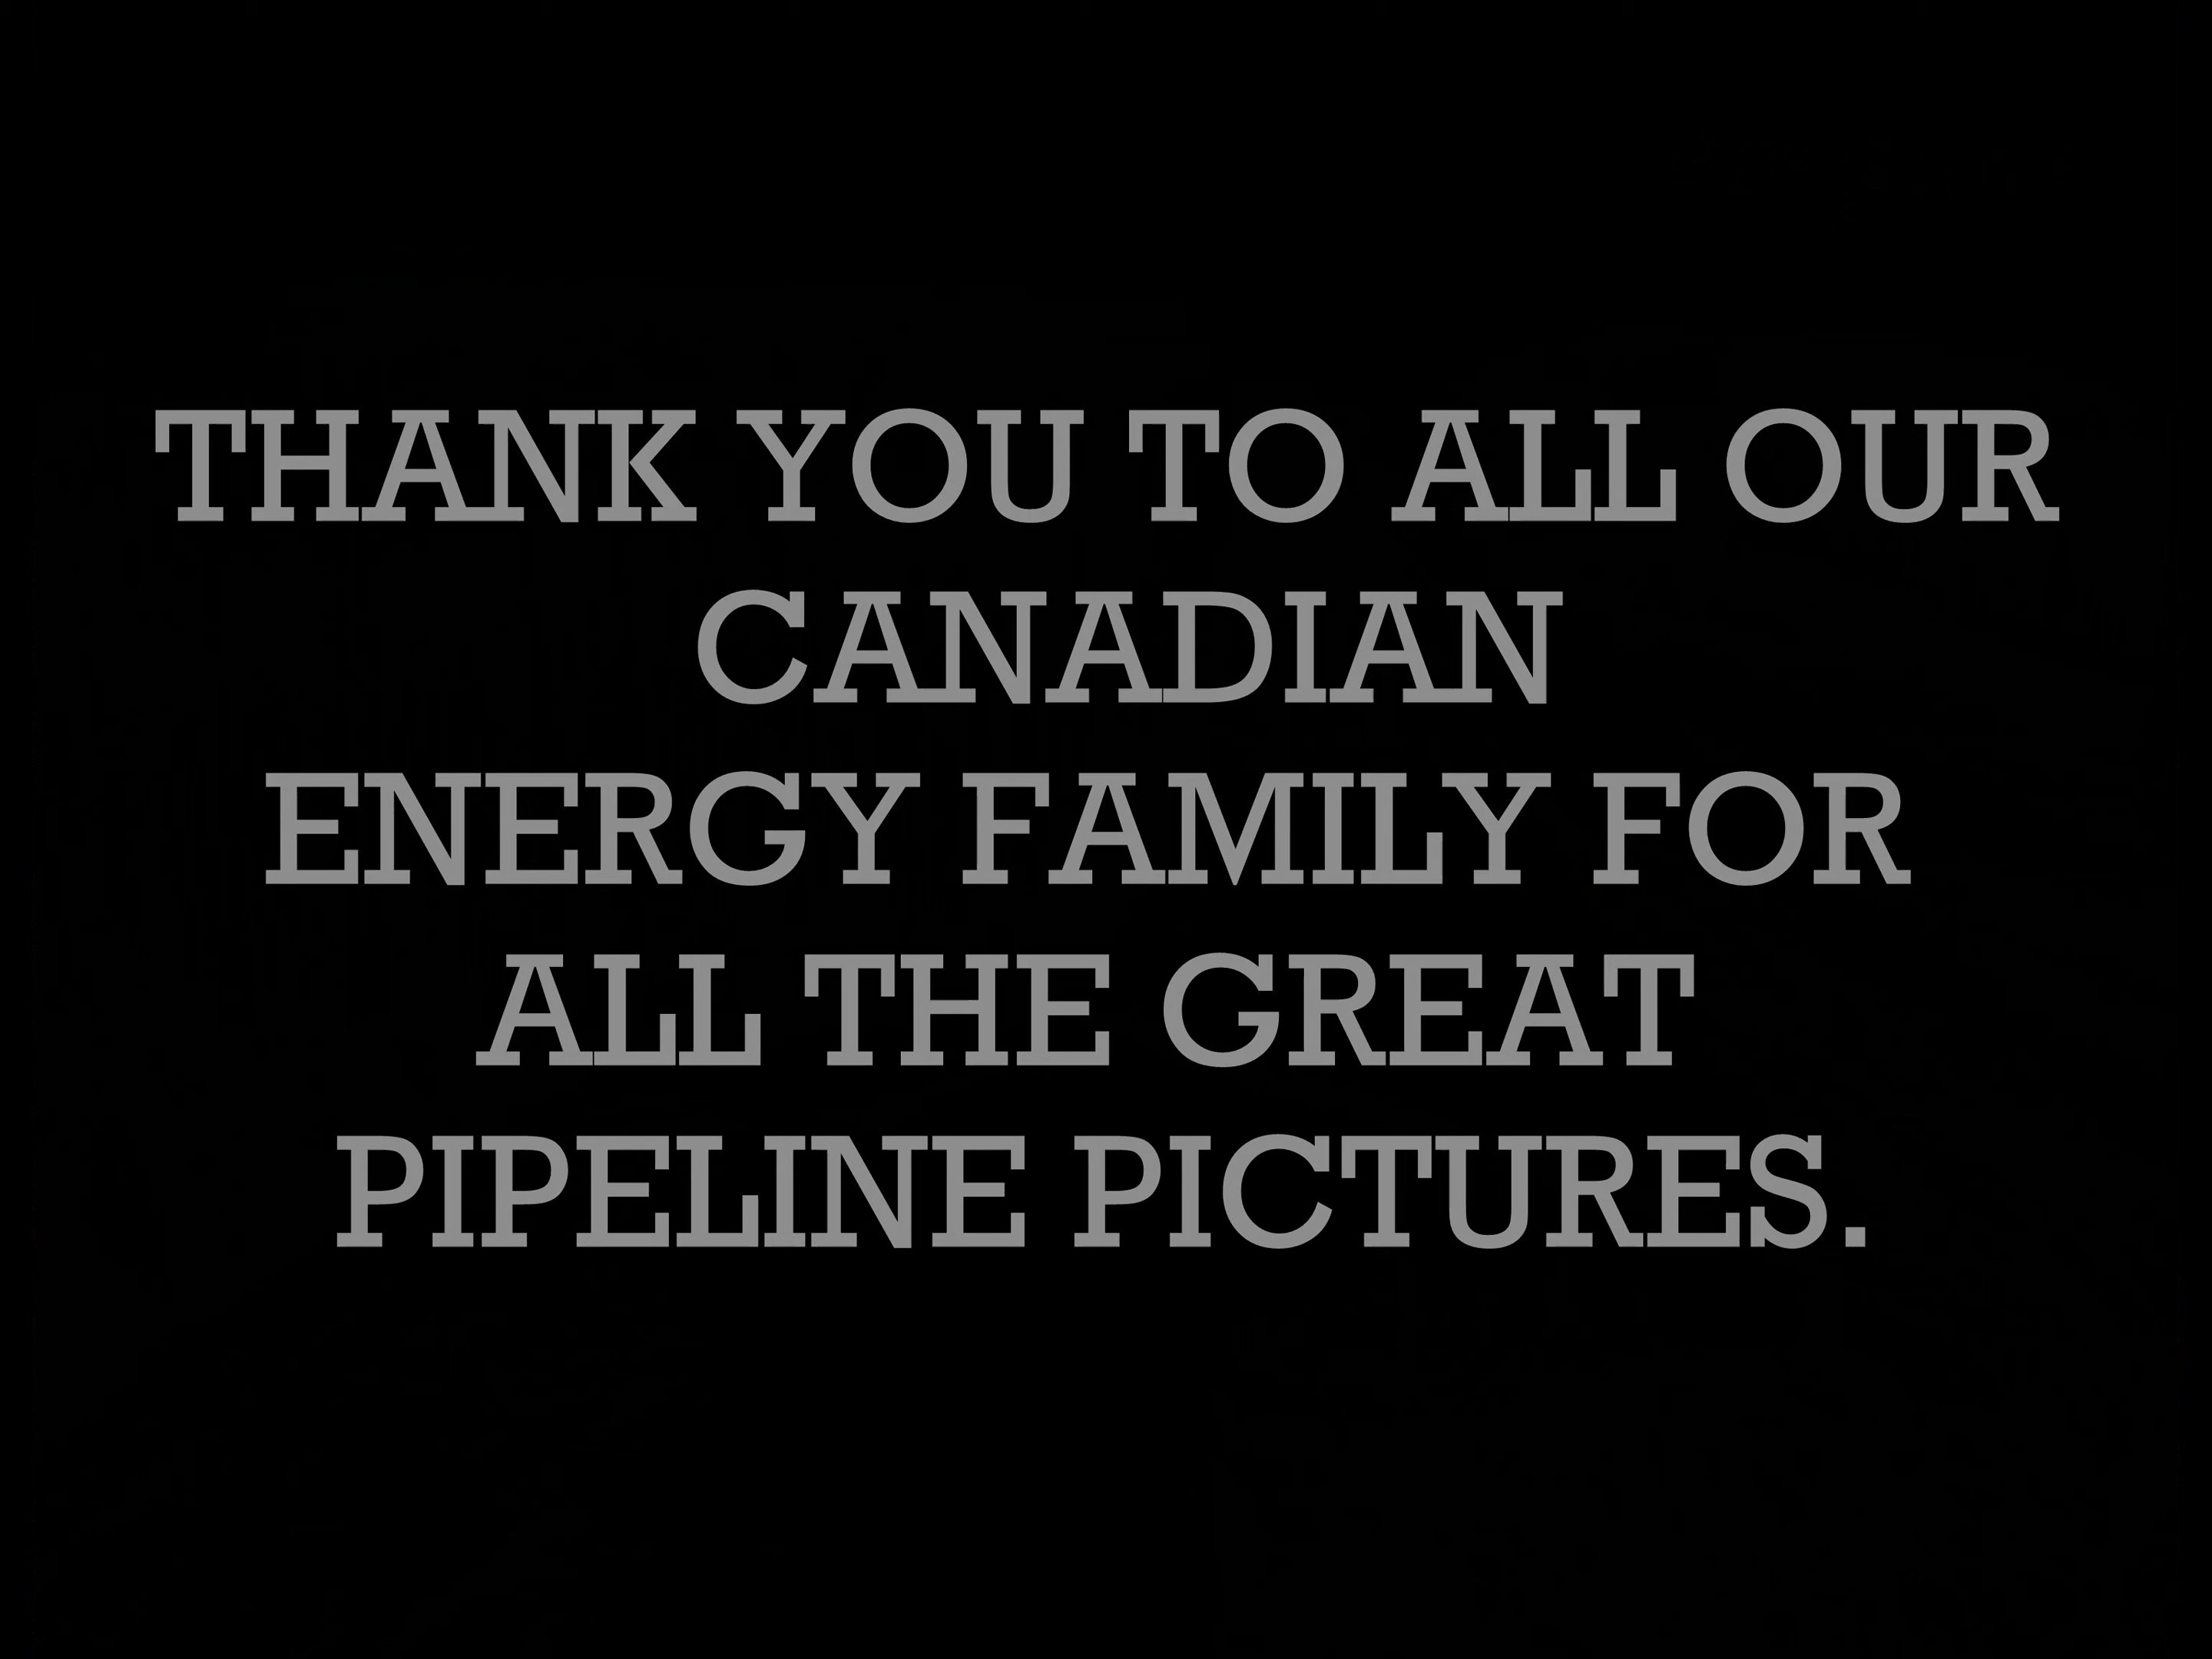 THANK YOU TO ALL OUR
CANADIAN
ENERGY FAMILY FOR
ALL THE GREAT
PIPELINE PICTURES.